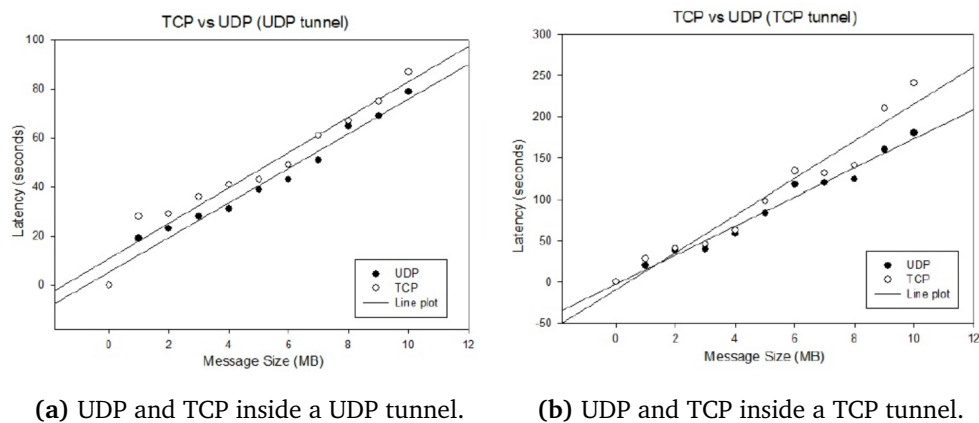 TCP vs UDP (UDP tunnel)
100
80
60
40
20
0
Latency (seconds)
UDP
TCP
Line plot
0 2 4 6 8 10 12
Message Size (MB)
(a) UDP and TCP inside a UDP tunnel.
TCP vs UDP (TCP tunnel)
300
250
200
150
100
50
0
-50
Latency (seconds)
UDP
TCP
Line plot
0 2 4 6 8 10 12
Message Size (MB)
(b) UDP and TCP inside a TCP tunnel.